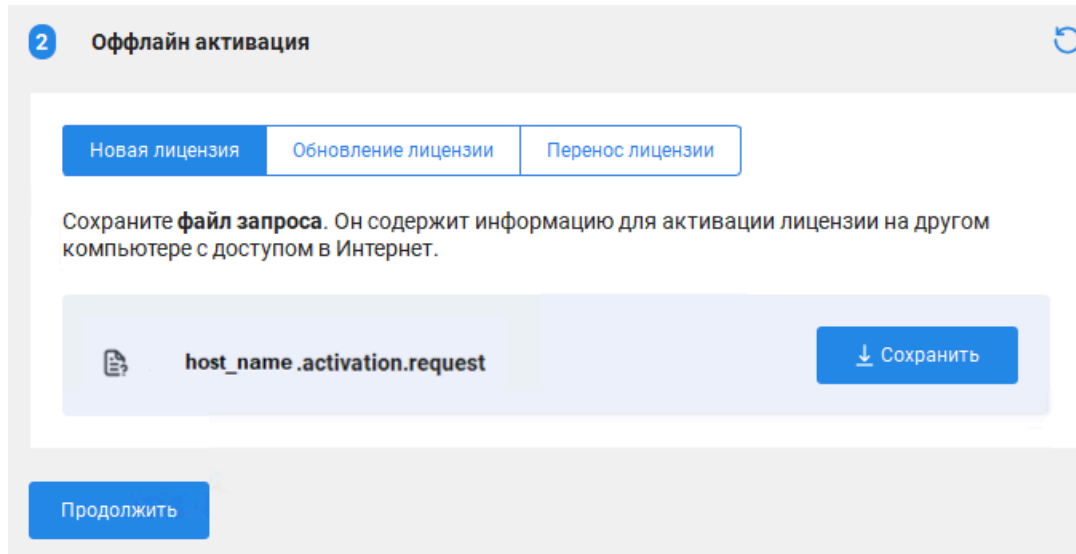 2 Оффлайн активация
Новая лицензия Обновление лицензии Перенос лицензии
Сохраните файл запроса. Он содержит информацию для активации лицензии на другом
компьютере с доступом в Интернет.
host_name.activation.request Сохранить
Продолжить